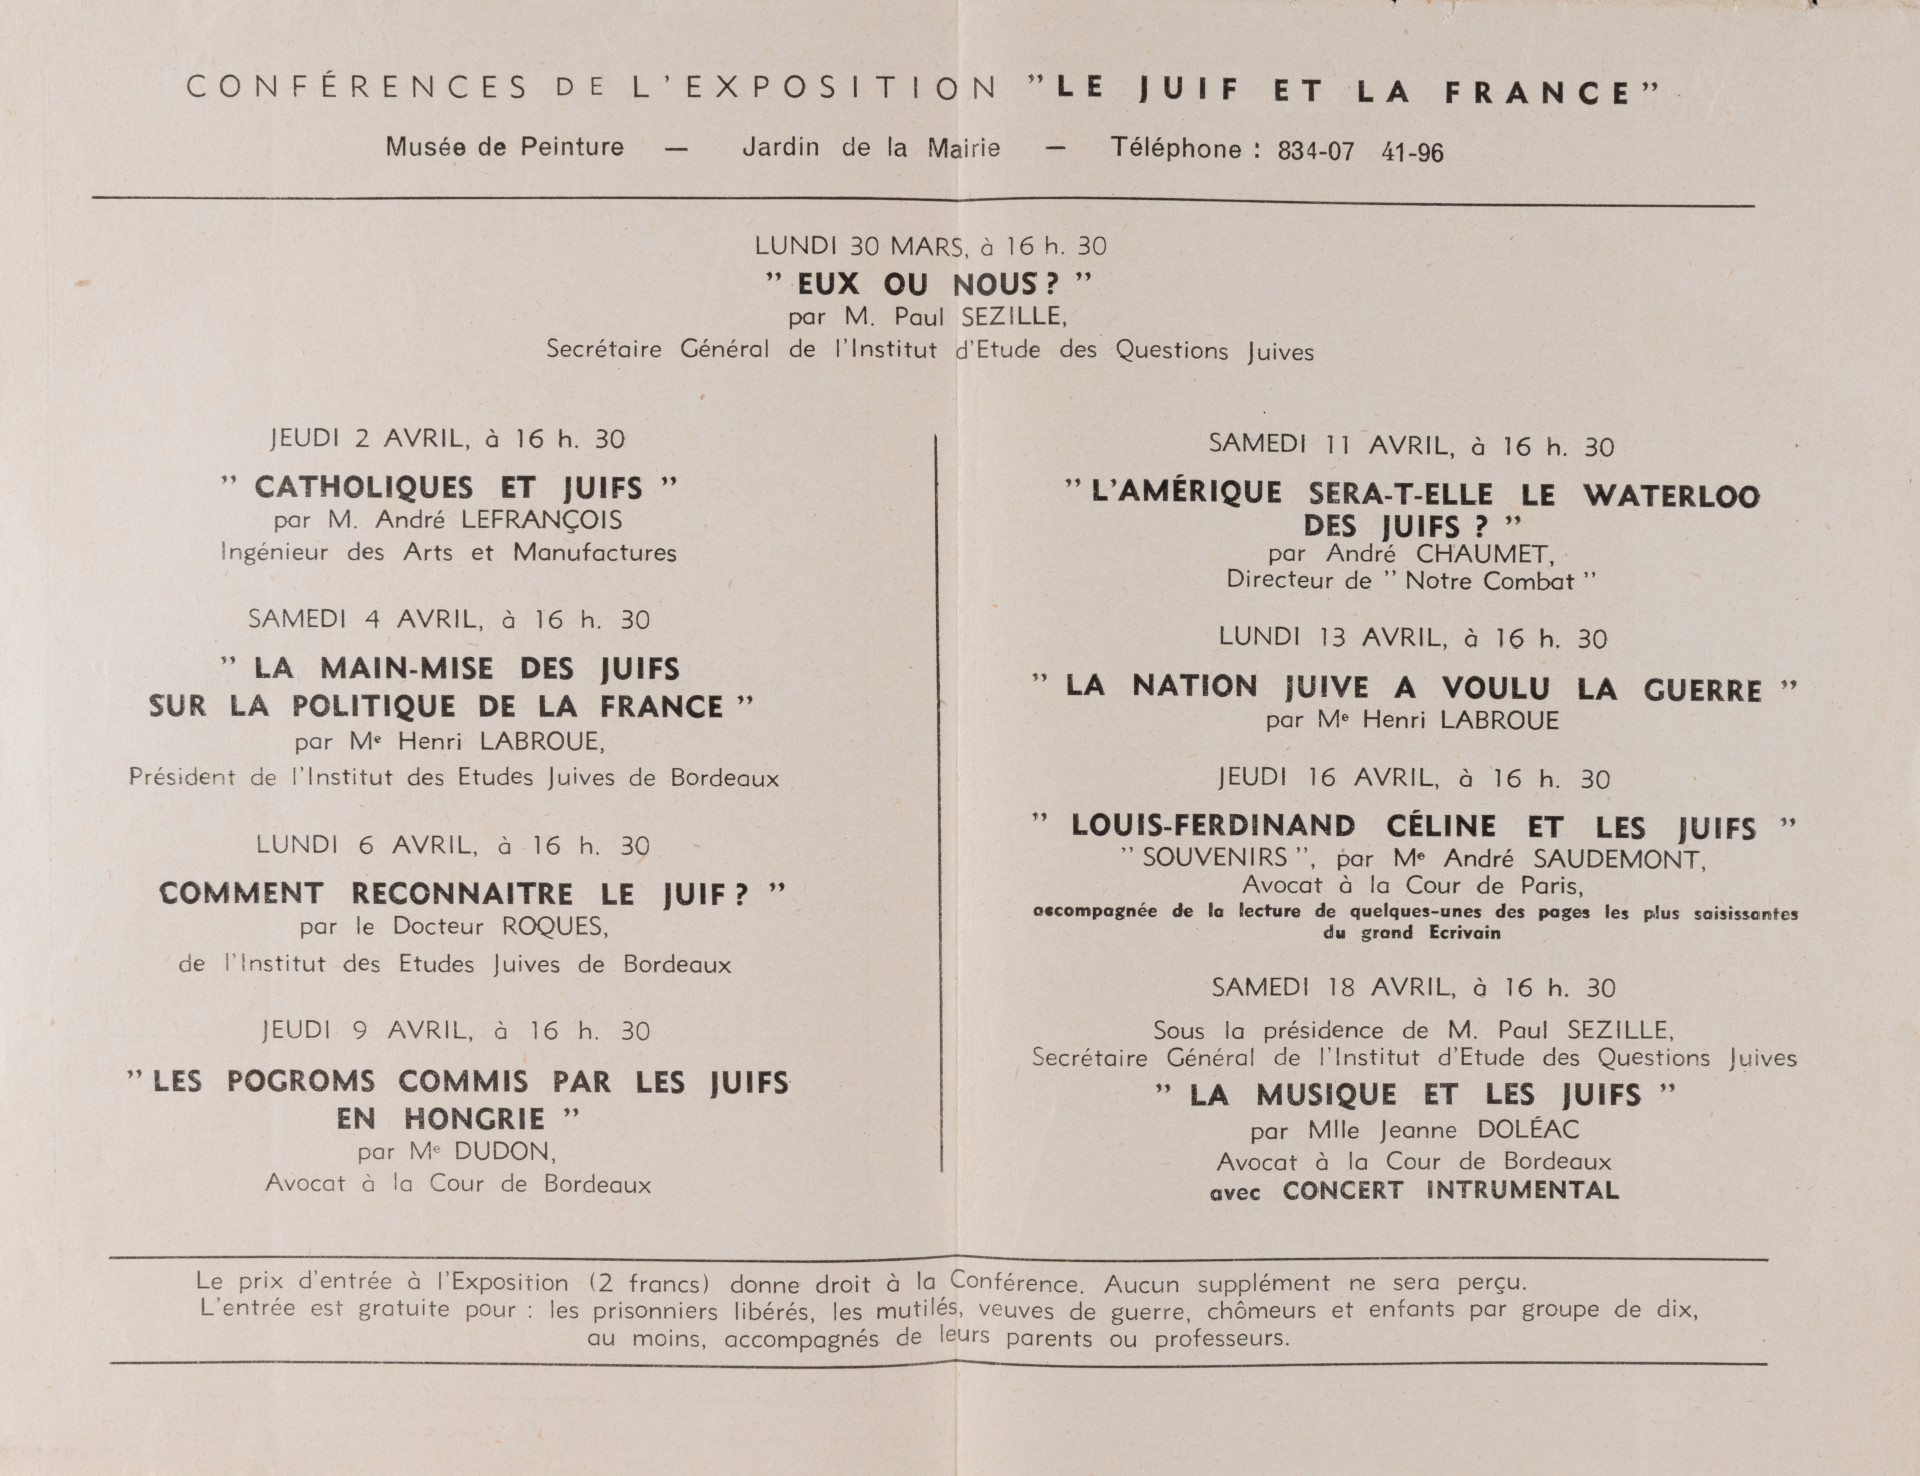 CONFÉRENCES DE L'EXPOSITION "LE JUIF ET LA FRANCE"
Musée de Peinture — Jardin de la Mairie — Téléphone : 834-07 41-96
LUNDI 30 MARS, à 16 h. 30
" EUX OU NOUS ? "
par M. Paul SEZILLE,
Secrétaire Général de l'Institut d'Etude des Questions Juives
JEUDI 2 AVRIL, à 16 h. 30
" CATHOLIQUES ET JUIFS "
par M. André LEFRANÇOIS
Ingénieur des Arts et Manufactures
SAMEDI 4 AVRIL, à 16 h. 30
" LA MAIN-MISE DES JUIFS
SUR LA POLITIQUE DE LA FRANCE "
par Me Henri LABROUE,
Président de l'Institut des Etudes Juives de Bordeaux
LUNDI 6 AVRIL, à 16 h. 30
COMMENT RECONNAITRE LE JUIF ? "
par le Docteur ROQUES,
de l'Institut des Etudes Juives de Bordeaux
JEUDI 9 AVRIL, à 16 h. 30
" LES POGROMS COMMIS PAR LES JUIFS
EN HONGRIE "
par Me DUDON,
Avocat à la Cour de Bordeaux
SAMEDI 11 AVRIL, à 16 h. 30
" L'AMÉRIQUE SERA-T-ELLE LE WATERLOO
DES JUIFS ? "
par André CHAUMET,
Directeur de " Notre Combat "
LUNDI 13 AVRIL, à 16 h. 30
" LA NATION JUIVE A VOULU LA GUERRE "
par Me Henri LABROUE
JEUDI 16 AVRIL, à 16 h. 30
" LOUIS-FERDINAND CÉLINE ET LES JUIFS "
" SOUVENIRS ", par Me André SAUDEMONT,
Avocat à la Cour de Paris,
accompagnée de la lecture de quelques-unes des pages les plus saisissantes
du grand Ecrivain
SAMEDI 18 AVRIL, à 16 h. 30
Sous la présidence de M. Paul SEZILLE,
Secrétaire Général de l'Institut d'Etude des Questions Juives
" LA MUSIQUE ET LES JUIFS "
par Mlle Jeanne DOLÉAC
Avocat à la Cour de Bordeaux
avec CONCERT INTRUMENTAL
Le prix d'entrée à l'Exposition (2 francs) donne droit à la Conférence. Aucun supplément ne sera perçu.
L'entrée est gratuite pour : les prisonniers libérés, les mutilés, veuves de guerre, chômeurs et enfants par groupe de dix,
au moins, accompagnés de leurs parents ou professeurs.